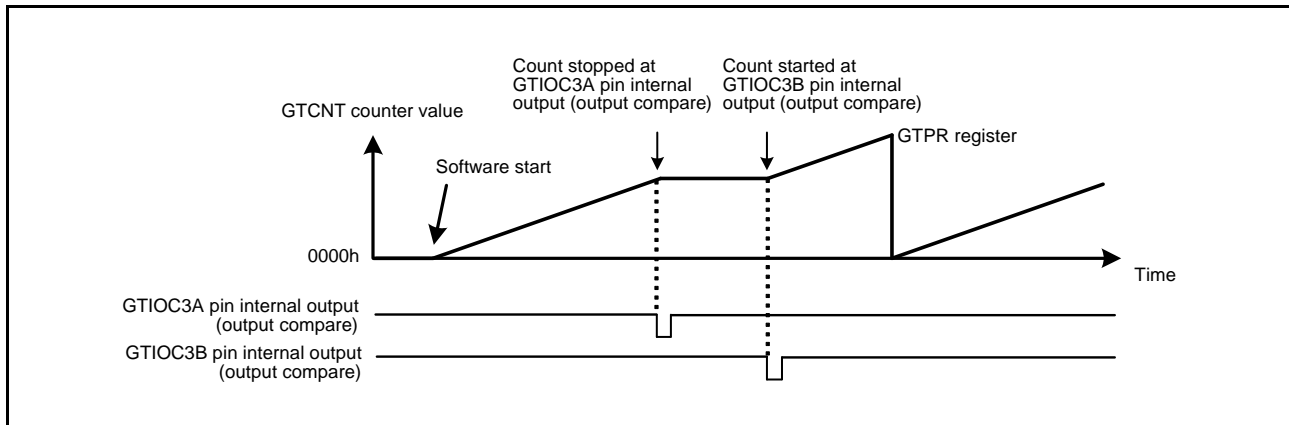 Count stopped at
GTIOC3A pin internal
output (output compare)
Count started at
GTIOC3B pin internal
output (output compare)
GTCNT counter value
GTPR register
Software start
0000h
Time
GTIOC3A pin internal output
(output compare)
GTIOC3B pin internal output
(output compare)